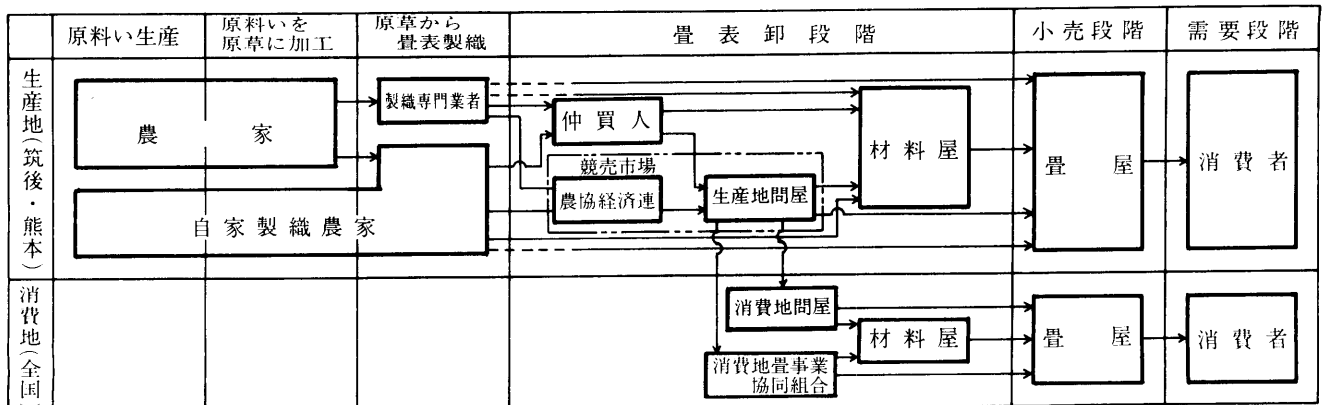 原料い生産
原料いを
原草に加工
原草から
畳表製織
畳表卸段階
小売段階
需要段階
生産地(筑後・熊本)
農家
製織専門業者
自家製織農家
仲買人
競売市場
農協経済連
生産地問屋
材料屋
畳屋
消費者
消費地(全国
消費地問屋
消費地畳事業
協同組合
材料屋
畳屋
消費者